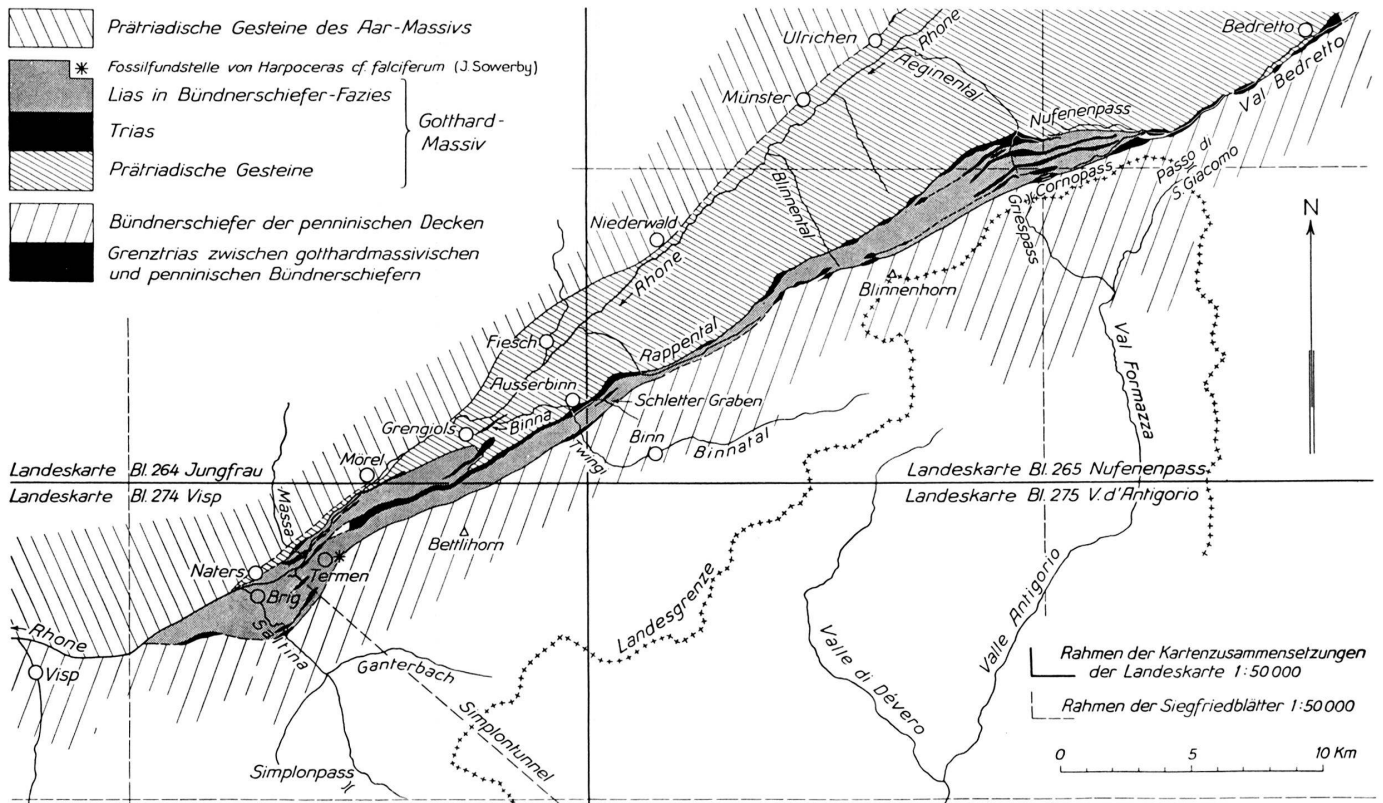 Prätriadische Gesteine des Aar-Massivs
Fossilfundstelle von Harpoceras cf. falciferum (J. Sowerby)
Lias in Bündnerschiefer-Fazies
Trias
Prätriadische Gesteine
Gotthard-
Massiv
Bündnerschiefer der penninischen Decken
Grenztrias zwischen gotthardmassivischen
und penninischen Bündnerschiefern
Ulrichen
Rhone
Bedretto
Aeginental
Val Bedretto
Münster
Nufenenpass
Passo di
S. Giacomo
Cornopass
Griespass
Blinnental
Niederwald
Rhone
Blinnenhorn
N
Fiesch
Rappental
Val Formazza
Ausserbinn
Schletter Graben
Binna
Grengiols
Binn
Binnatal
Twingi
Mörel
Landeskarte Bl. 264 Jungfrau
Landeskarte Bl. 265 Nufenenpass
Landeskarte Bl. 274 Visp
Landeskarte Bl. 275 V. d'Antigorio
Massa
Bettlihorn
Naters
Termen
Brig
Saltina
Landesgrenze
Valle Antigorio
Rhone
Visp
Ganterbach
Valle di Dévero
Simplontunnel
Simplonpass
Rahmen der Kartenzusammensetzungen
der Landeskarte 1:50 000
Rahmen der Siegfriedblätter 1:50 000
0 5 10 Km